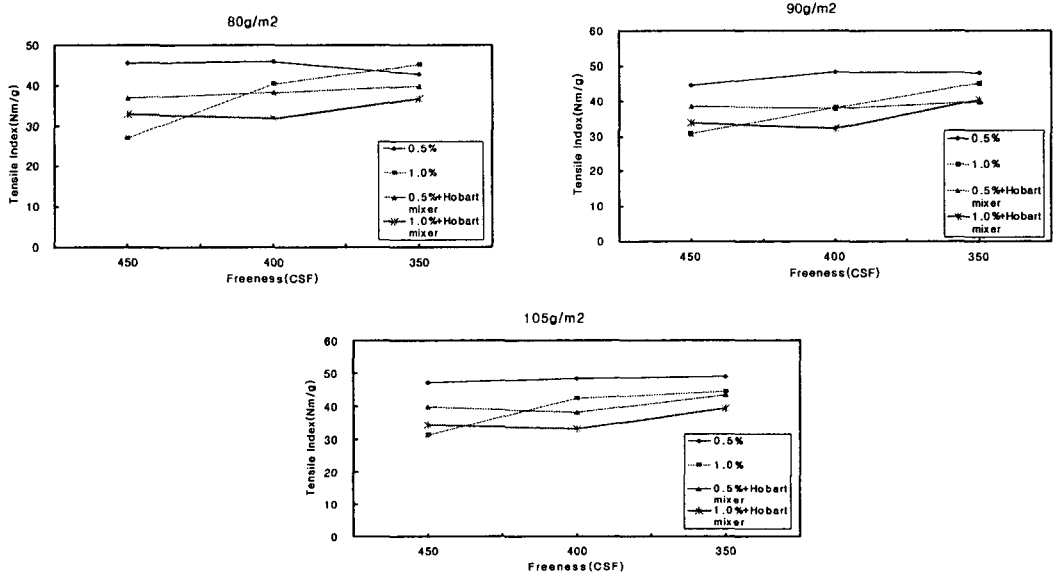 80g/m2
50
40
30
20
10
0
Tensile Index(Nm/g)
450
400
350
Freeness(CSF)
0.5%
1.0%
0.5%+Hobart
mixer
1.0%+Hobart
mixer
90g/m2
60
50
40
30
20
10
0
Tensile Index(Nm/g)
450
400
350
Freeness(CSF)
0.5%
1.0%
0.5%+Hobart
mixer
1.0%+Hobart
mixer
105g/m2
60
50
40
30
20
10
0
Tensile Index(Nm/g)
450
400
350
Freeness(CSF)
0.5%
1.0%
0.5%+Hobart
mixer
1.0%+Hobart
mixer